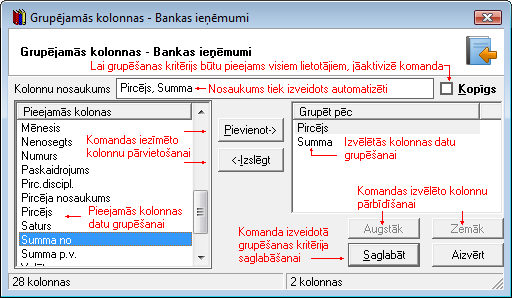 Grupējamās kolonnas - Bankas ieņēmumi
Grupējamās kolonnas - Bankas ieņēmumi
Lai grupēšanas kritērijs būtu pieejams visiem lietotājiem, jāaktivizē komanda
Kolonnu nosaukums
Pircējs, Summa
Nosaukums tiek izveidots automatizēti
Kopīgs
Pieejamās kolonas
Mēnesis
Nenosegts
Numurs
Paskaidrojums
Pirc.discipl.
Pircēja nosaukums
Pircējs
Saturs
Summa no
Summa p.v.
Komandas iezīmēto
kolonnu pārvietošanai
Pieejamās kolonnas
datu grupēšanai
Pievienot->
<-Izslēgt
Grupēt pēc
Pircējs
Summa
Izvēlētās kolonnas datu
grupēšanai
Komandas izvēlēto kolonnu
pārbīdīšanai
Komanda izveidotā
grupēšanas kritērija
saglabāšanai
Augstāk
Zemāk
Saglabāt
Aizvērt
28 kolonnas
2 kolonnas